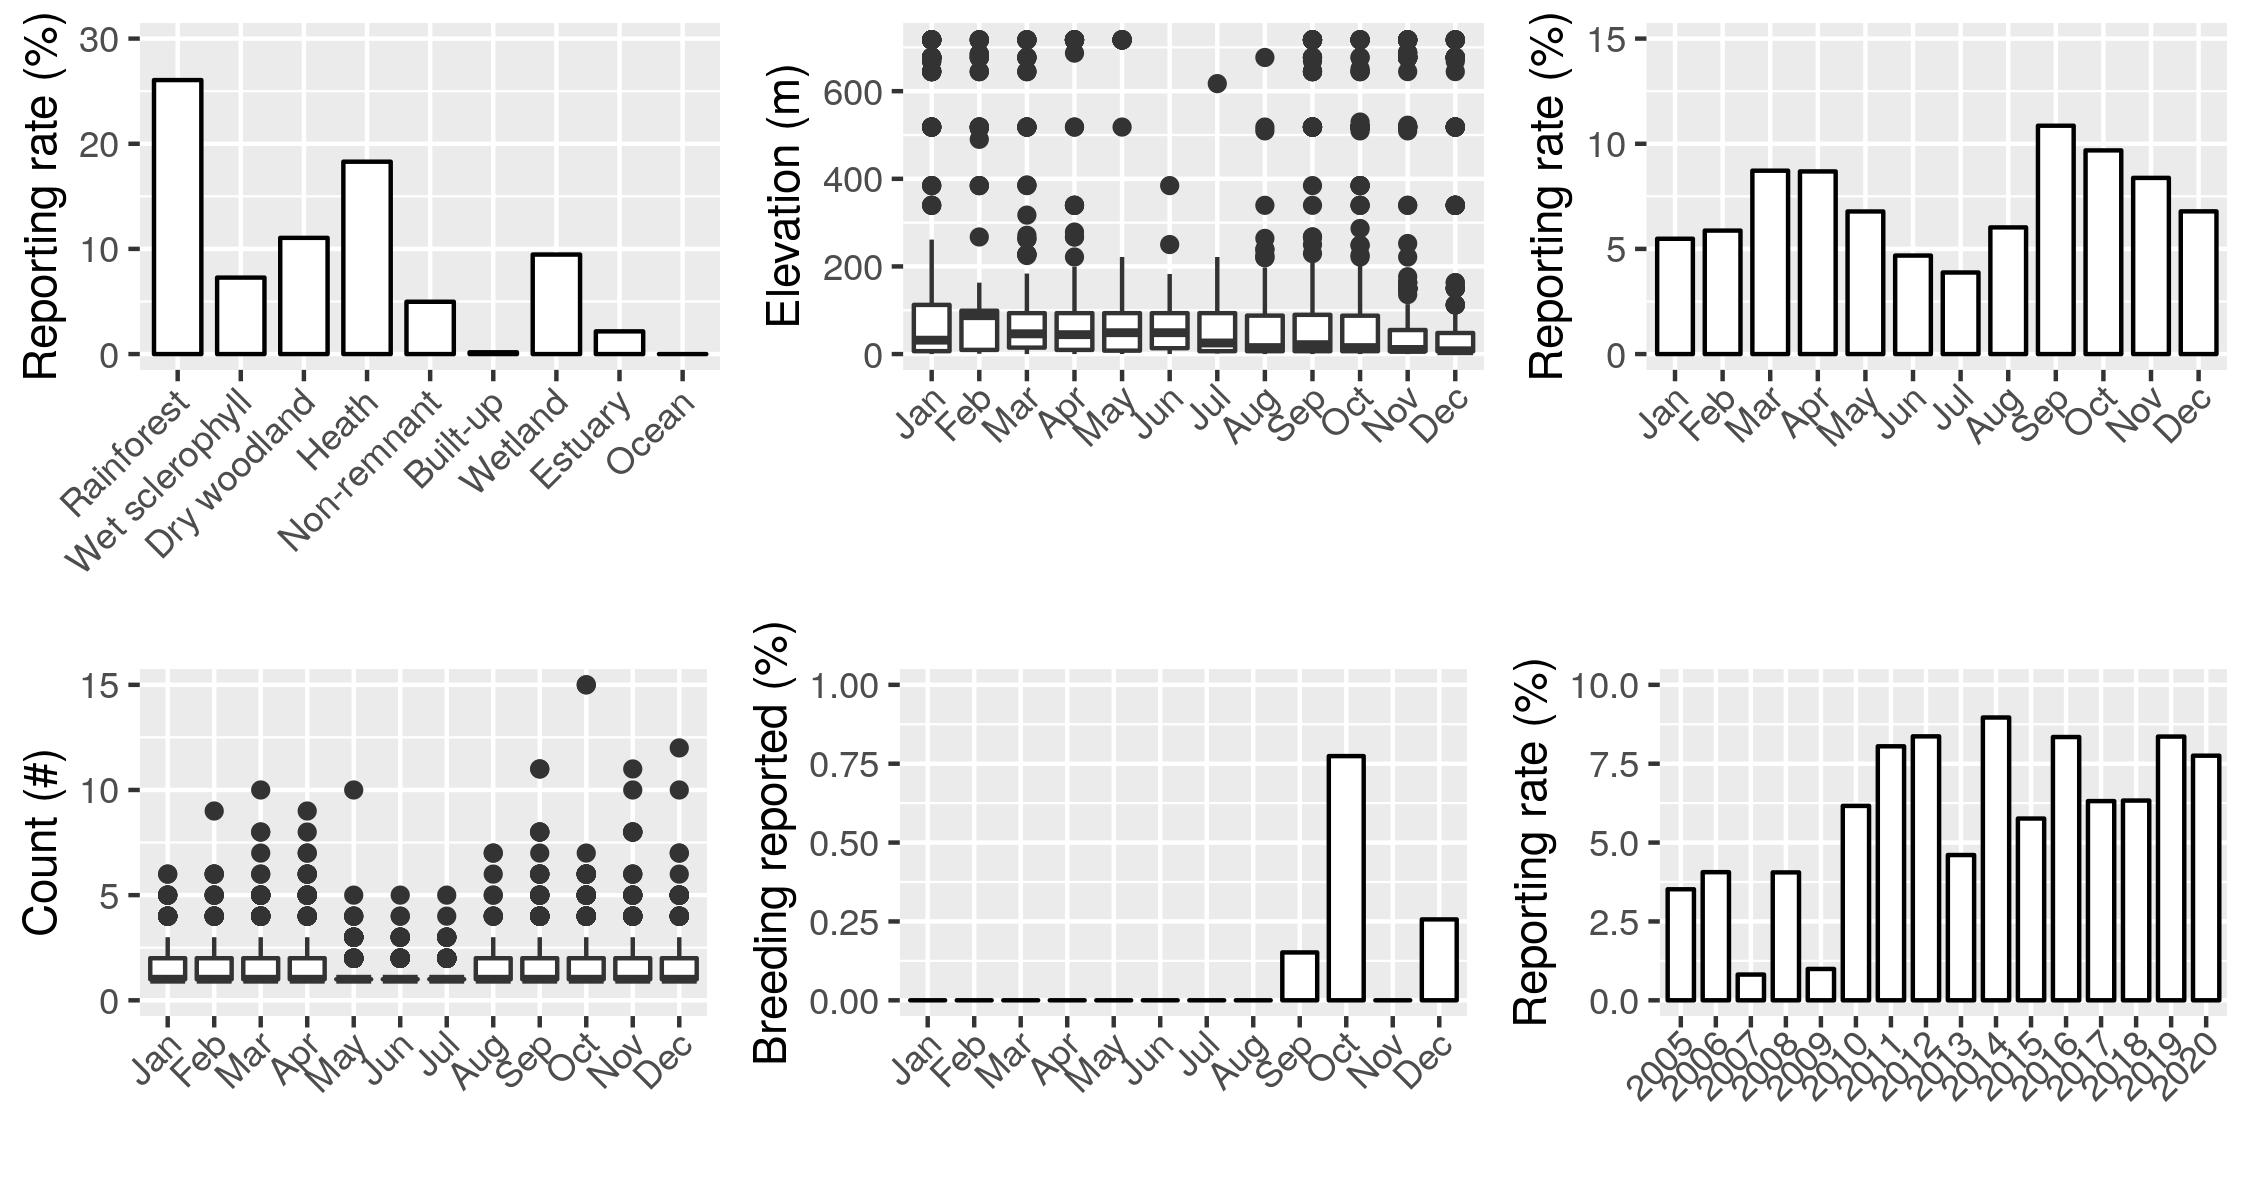 Reporting rate (%)
30
20
10
0
Rainforest
Wet sclerophyll
Dry woodland
Heath
Non-remnant
Built-up
Wetland
Estuary
Ocean
Elevation (m)
600
400
200
0
Jan
Feb
Mar
Apr
May
Jun
Jul
Aug
Sep
Oct
Nov
Dec
Reporting rate (%)
15
10
5
0
Jan
Feb
Mar
Apr
May
Jun
Jul
Aug
Sep
Oct
Nov
Dec
Count (#)
15
10
5
0
Jan
Feb
Mar
Apr
May
Jun
Jul
Aug
Sep
Oct
Nov
Dec
Breeding reported (%)
1.00
0.75
0.50
0.25
0.00
Jan
Feb
Mar
Apr
May
Jun
Jul
Aug
Sep
Oct
Nov
Dec
Reporting rate (%)
10.0
7.5
5.0
2.5
0.0
2005
2006
2007
2008
2009
2010
2011
2012
2013
2014
2015
2016
2017
2018
2019
2020